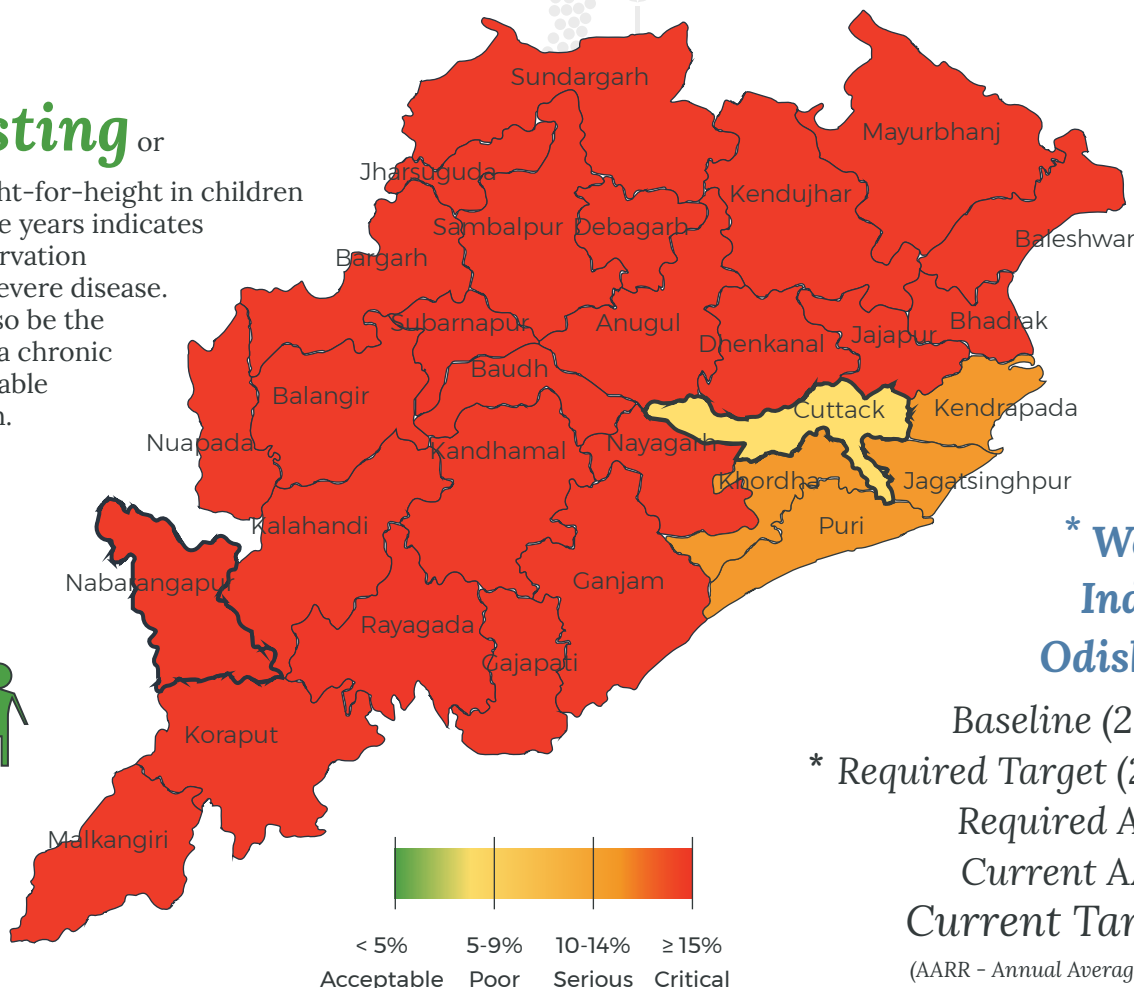 sting or
ght-for-height in children
e years indicates
rvation
evere disease.
so be the
a chronic
able
n.
Sundargarh
Mayurbhanj
Jharsuguda
Kendujhar
Sambalpur
Debagarh
Baleshwar
Bargarh
Subarnapur
Anugul
Bhadrak
Dhenkanal
Jajapur
Baudh
Balangir
Cuttack
Kendrapada
Nuapada
Kandhamal
Nayagarh
Khordha
Jagatsinghpur
Kalahandi
Puri
Nabarangapur
Ganjam
Rayagada
Gajapati
Koraput
Malkangiri
* W
Ind
Odis
Baseline (2
* Required Target (2
Required A
Current A
Current Tar
(AARR - Annual Averag
< 5% 5-9% 10-14% ≥ 15%
Acceptable Poor Serious Critical